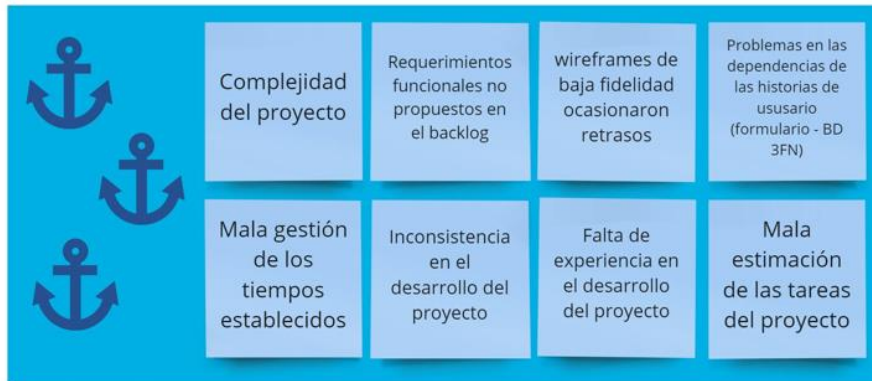 Complejidad
del proyecto
Requerimientos
funcionales no
propuestos en
el backlog
wireframes de
baja fidelidad
ocasionaron
retrasos
Problemas en las
dependencias de
las historias de
ususario
(formulario - BD
3FN)
Mala gestión
de los
tiempos
establecidos
Inconsistencia
en el
desarrollo del
proyecto
Falta de
experiencia en
el desarrollo
del proyecto
Mala
estimación
de las tareas
del proyecto